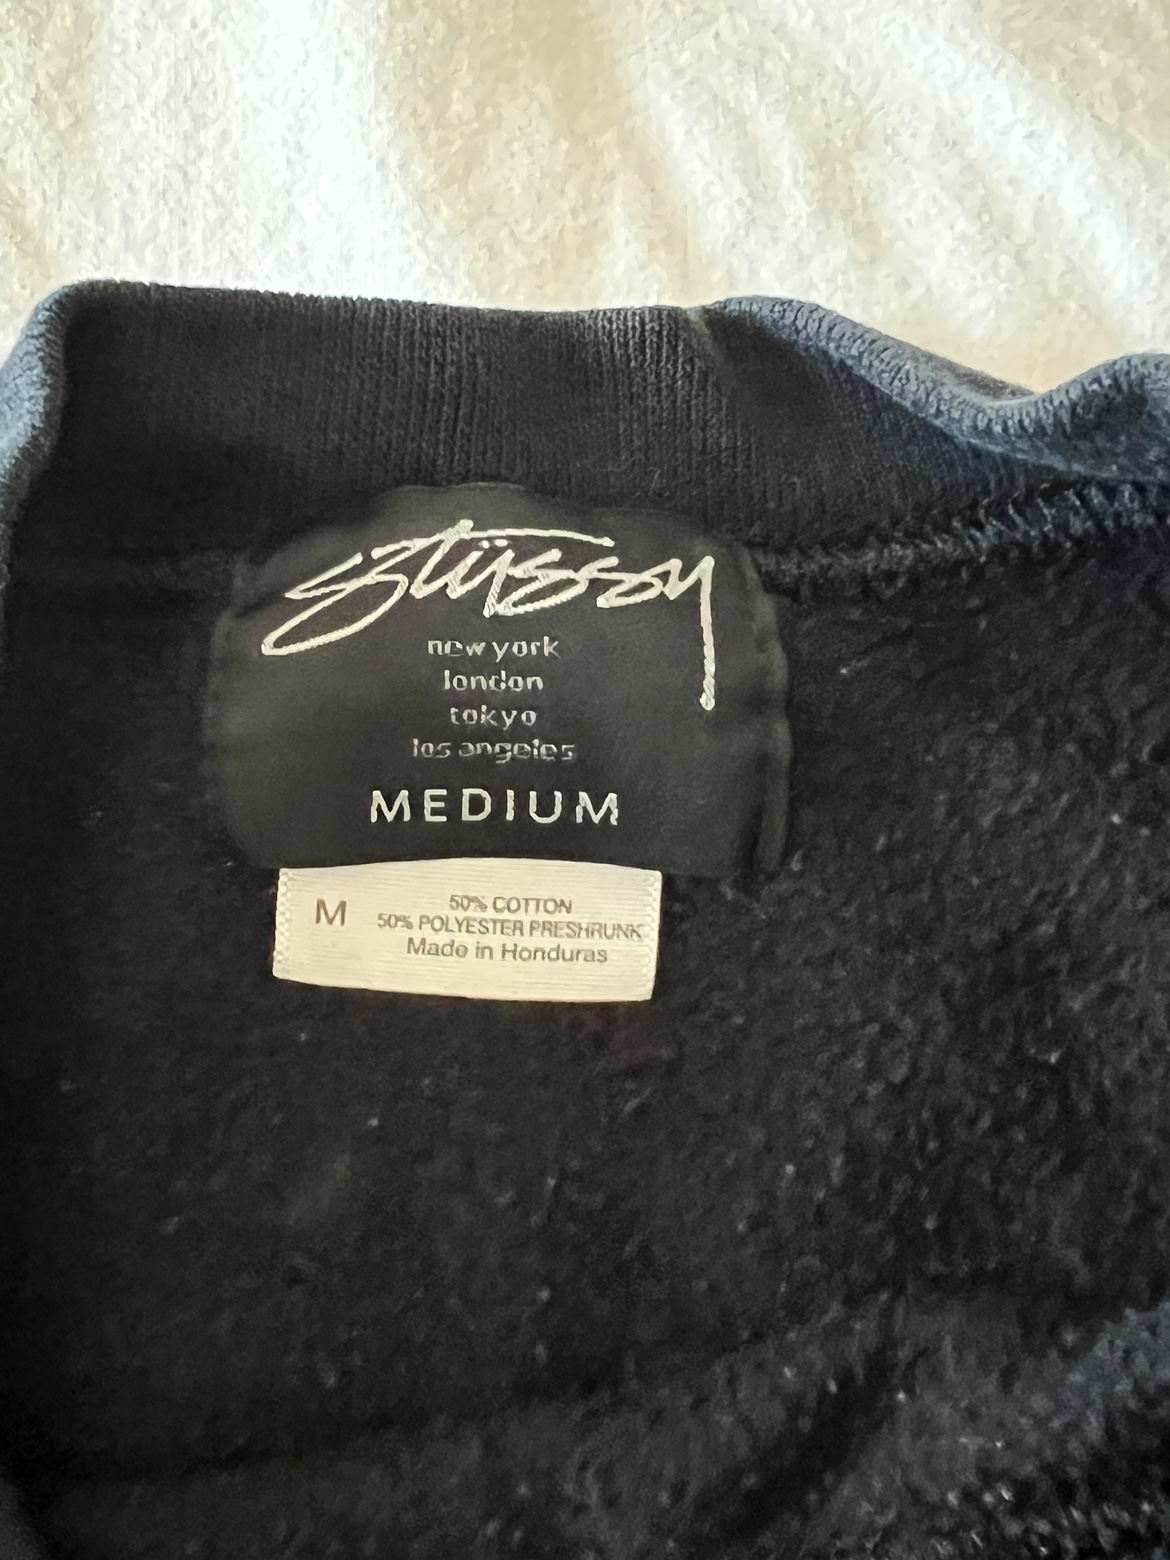 Stüssy
new york
london
tokyo
los angeles
MEDIUM
M
50% COTTON
50% POLYESTER PRESHRUNK
Made in Honduras